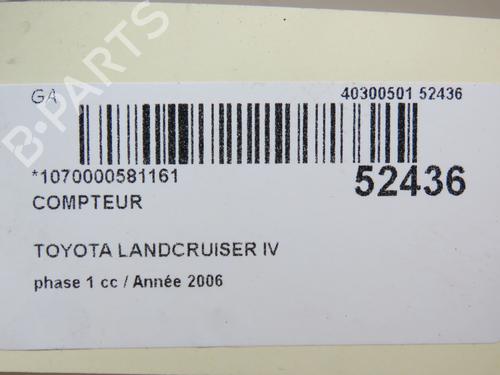 B-PARTS
GA 40300501 52436
*1070000581161
52436
COMPTEUR
TOYOTA LANDCRUISER IV
phase 1 cc / Année 2006